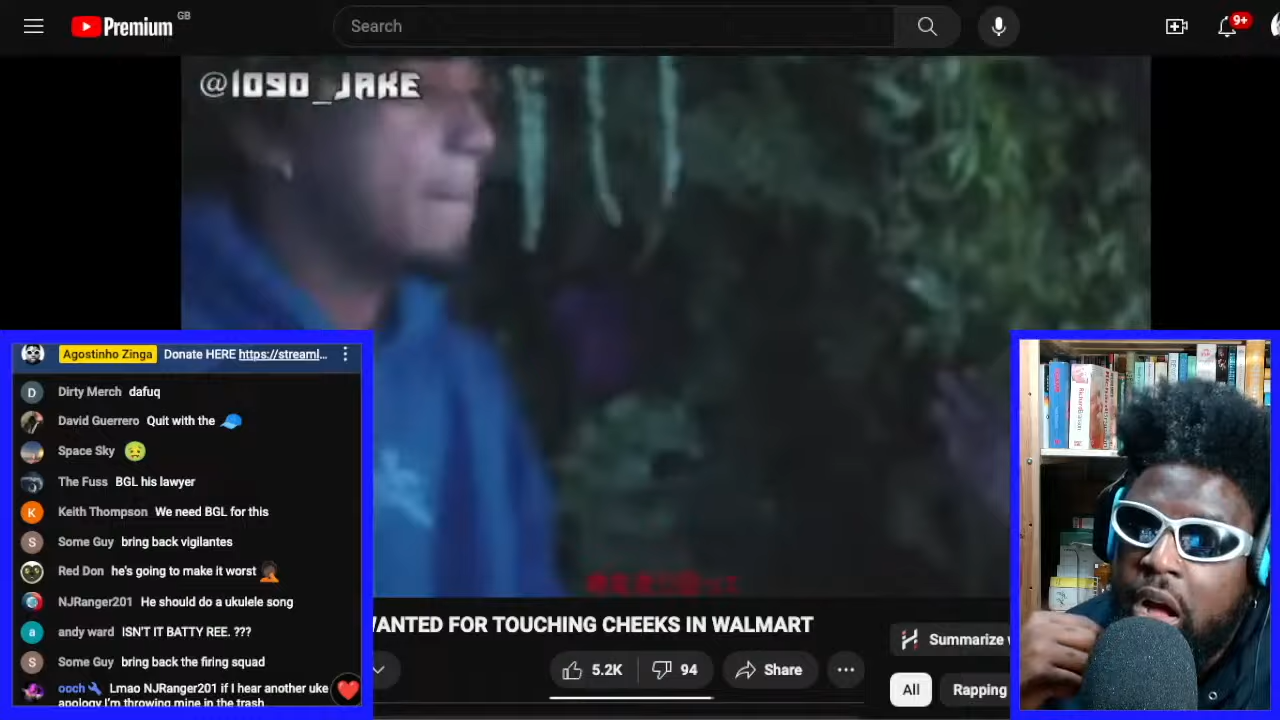 Premium GB
Search
9+
@1090_JAKE
Agostinho Zinga Donate HERE https://streaml...
D Dirty Merch dafuq
David Guerrero Quit with the 🧢
Space Sky 🤢
The Fuss BGL his lawyer
K Keith Thompson We need BGL for this
S Some Guy bring back vigilantes
Red Don he's going to make it worst 🤦🏿
NJRanger201 He should do a ukulele song
a andy ward ISN'T IT BATTY REE. ???
S Some Guy bring back the firing squad
occh 🔧 Lmao NJRanger201 if I hear another uke
apology I'm throwing mine in the trash
ANTED FOR TOUCHING CHEEKS IN WALMART
5.2K
94
Share
Summarize
All
Rapping